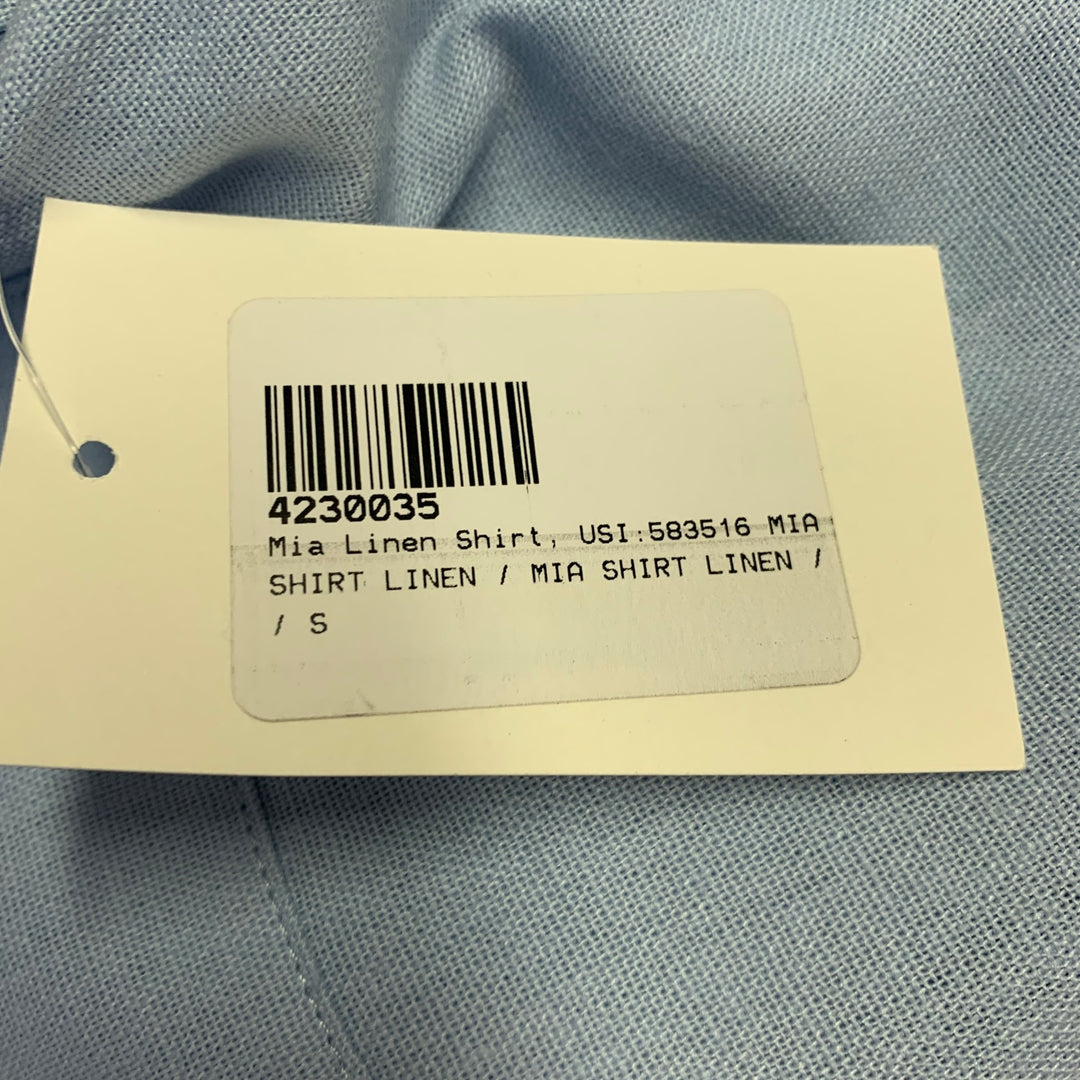 4230035
Mia Linen Shirt, USI:583516 MIA
SHIRT LINEN / MIA SHIRT LINEN /
/ S